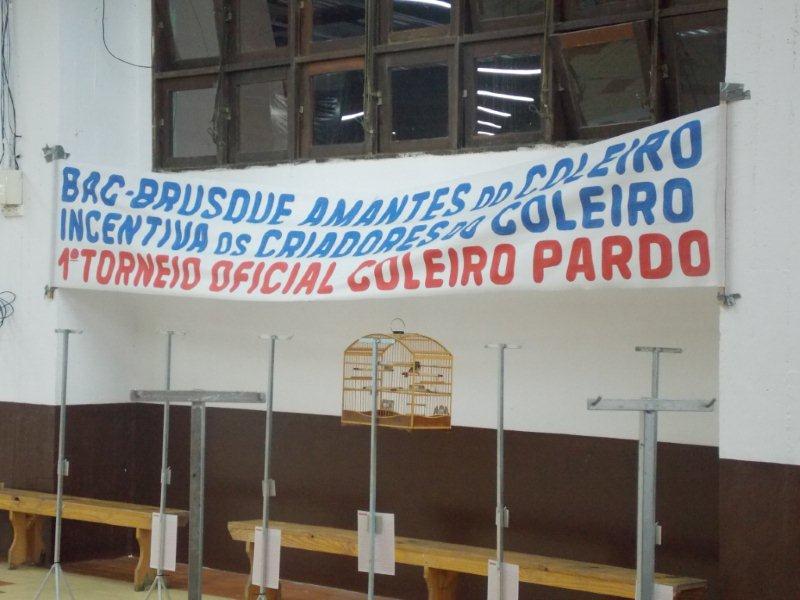 BAC-BRUSQUE AMANTES DO COLEIRO
INCENTIVA OS CRIADORES DO COLEIRO
1º TORNEIO OFICIAL COLEIRO PARDO